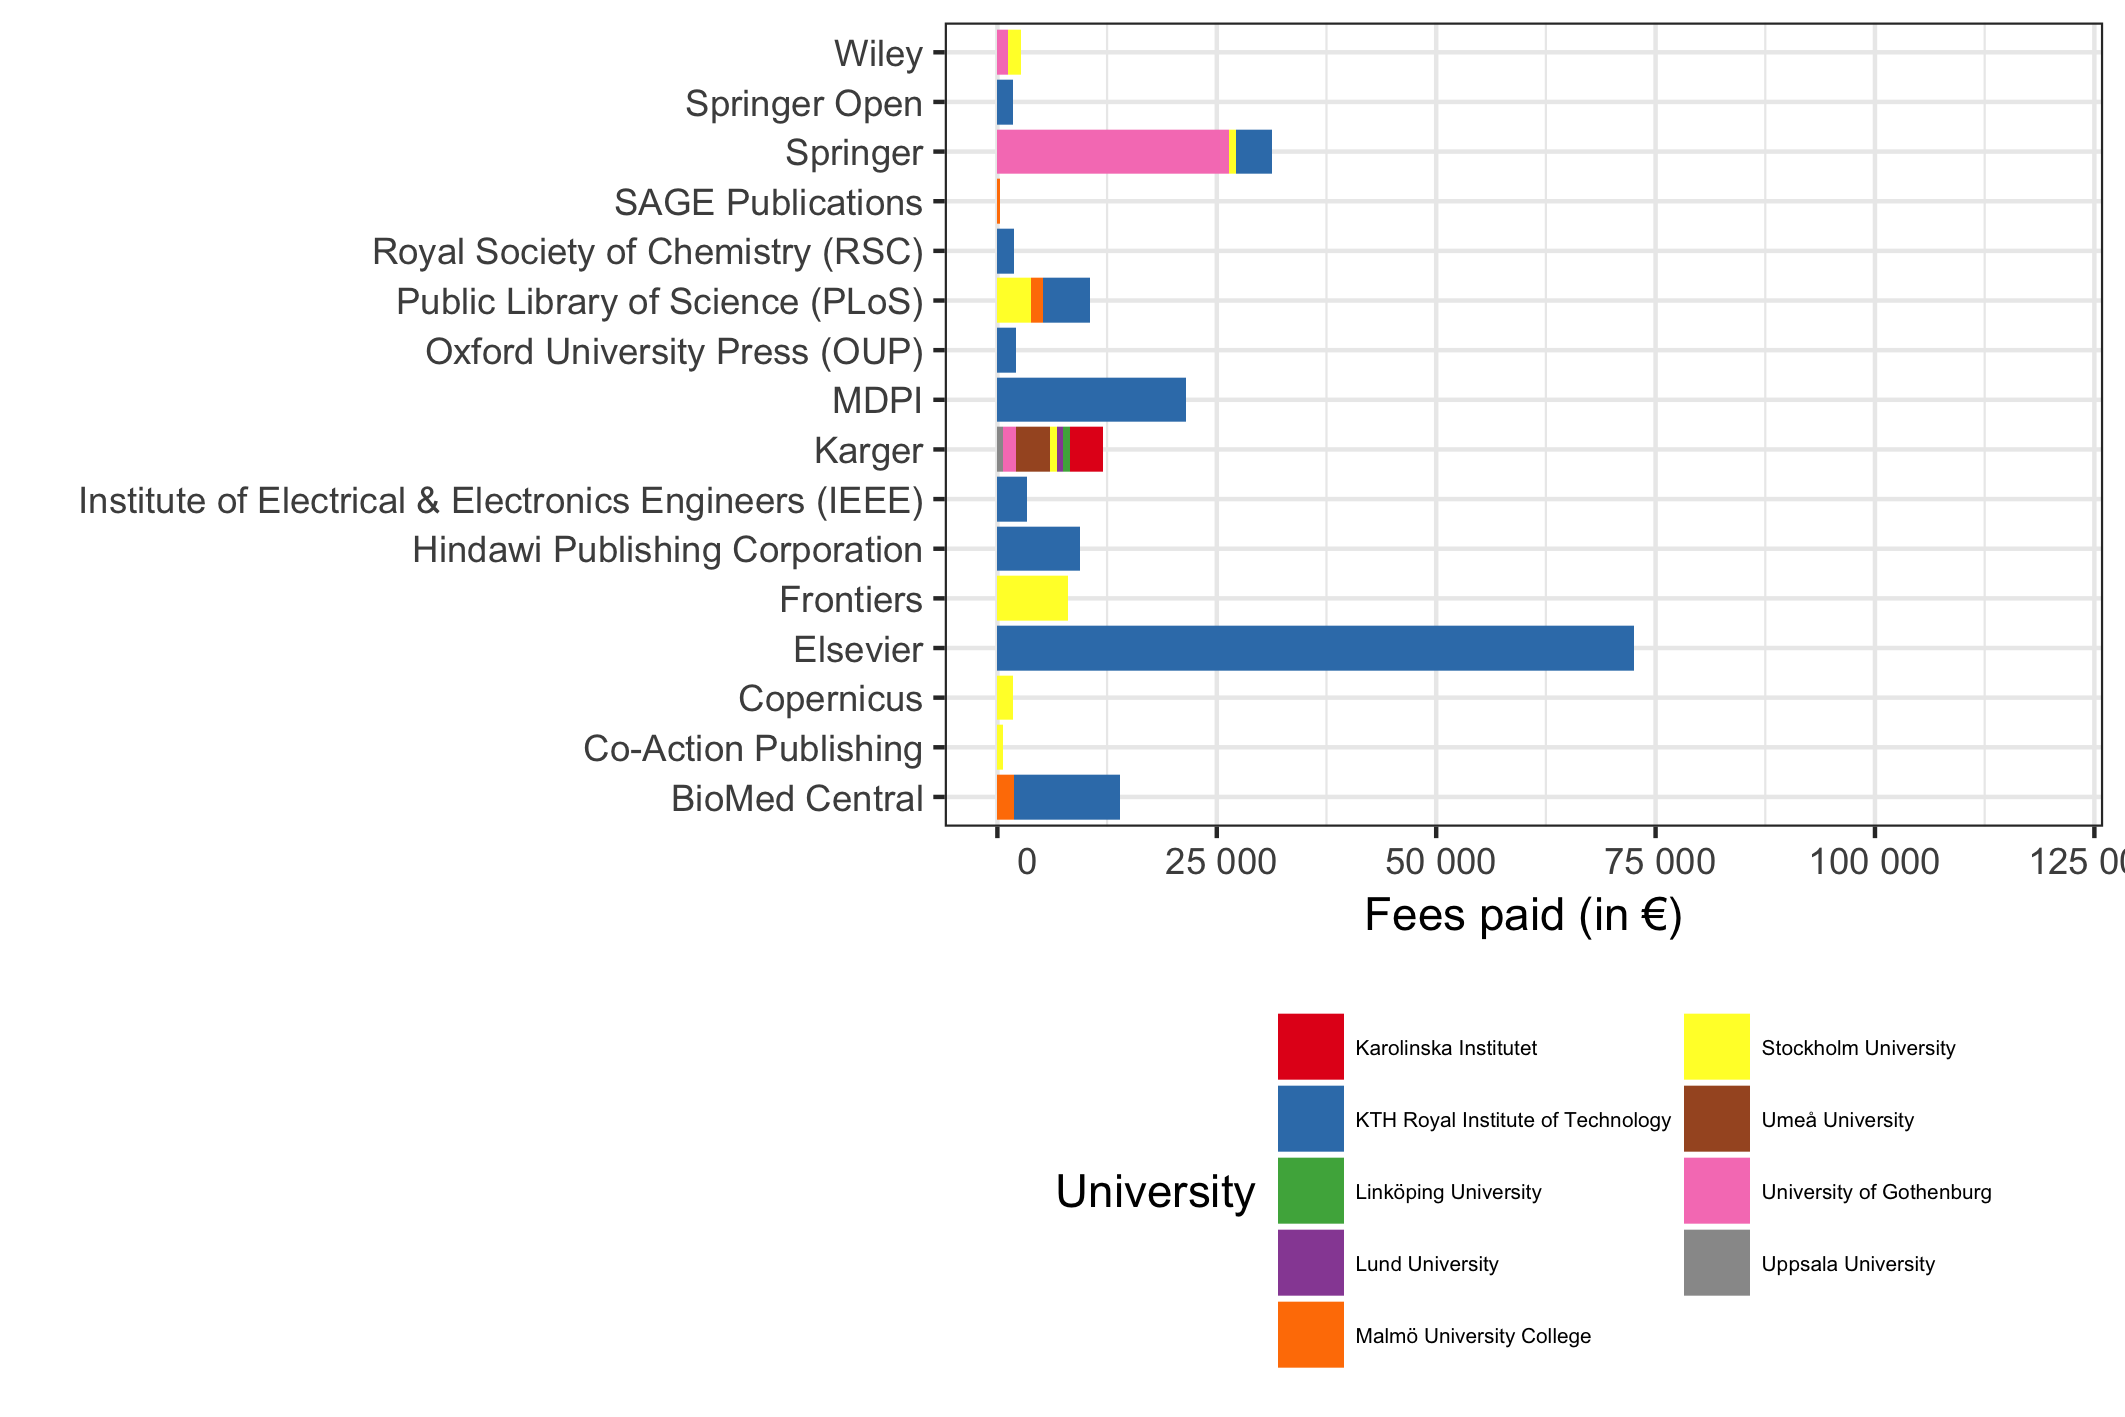 Wiley
Springer Open
Springer
SAGE Publications
Royal Society of Chemistry (RSC)
Public Library of Science (PLoS)
Oxford University Press (OUP)
MDPI
Karger
Institute of Electrical & Electronics Engineers (IEEE)
Hindawi Publishing Corporation
Frontiers
Elsevier
Copernicus
Co-Action Publishing
BioMed Central
0 25 000 50 000 75 000 100 000 125 0
Fees paid (in €)
University
Karolinska Institutet
KTH Royal Institute of Technology
Linköping University
Lund University
Malmö University College
Stockholm University
Umeå University
University of Gothenburg
Uppsala University